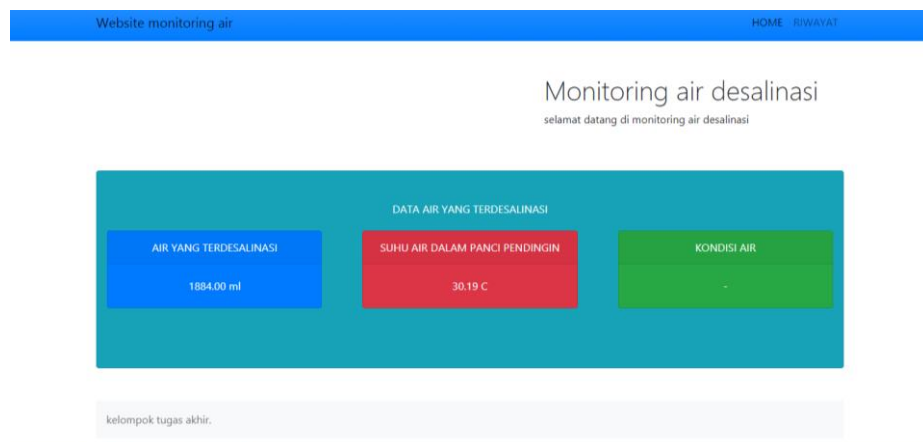 Website monitoring air
HOME RIWAYAT
Monitoring air desalinasi
selamat datang di monitoring air desalinasi
DATA AIR YANG TERDESALINASI
AIR YANG TERDESALINASI
1884.00 ml
SUHU AIR DALAM PANCI PENDINGIN
30.19 C
KONDISI AIR
-
kelompok tugas akhir.